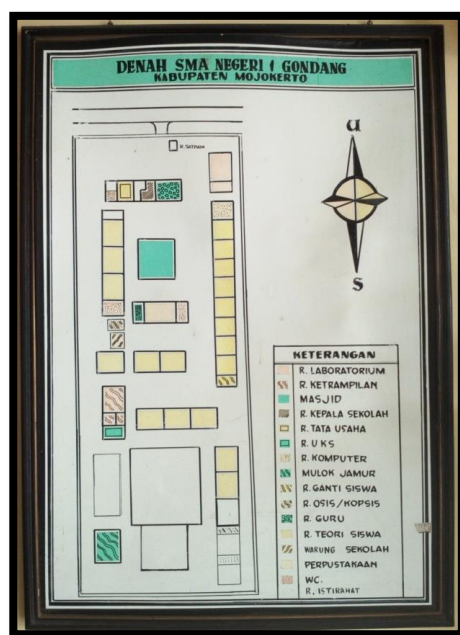 DENAH SMA NEGERI 1 GONDANG
KABUPATEN MOJOKERTO
R. SATPAM
U
S
KETERANGAN
R. LABORATORIUM
R. KETRAMPILAN
MASJID
R. KEPALA SEKOLAH
R. TATA USAHA
R. UKS
R. KOMPUTER
MULOK JAMUR
R. GANTI SISWA
R. OSIS/KOPSIS
R. GURU
R. TEORI SISWA
WARUNG SEKOLAH
PERPUSTAKAAN
WC.
R. ISTIRAHAT